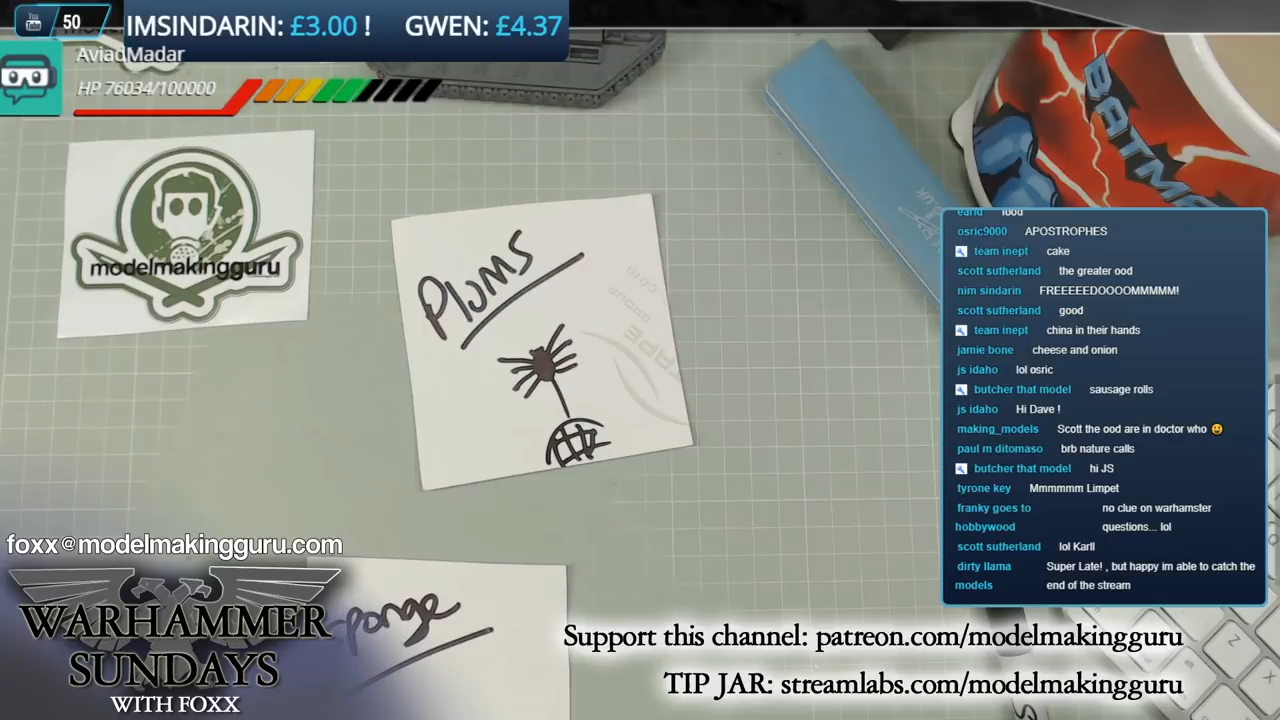 50
IMSINDARIN: £3.00 ! GWEN: £4.37
AviadMadar
HP 76034/100000
modelmakingguru
Plums
BATMA
earld food
osric9000 APOSTROPHES
team inept cake
scott sutherland the greater ood
nim sindarin FREEEEEDOOOOMMMMM!
scott sutherland good
team inept china in their hands
jamie bone cheese and onion
js idaho lol osric
butcher that model sausage rolls
js idaho Hi Dave !
making_models Scott the ood are in doctor who 😃
paul m ditomaso brb nature calls
butcher that model hi JS
tyrone key Mmmmmm Limpet
franky goes to no clue on warhamster
hobbywood questions... lol
scott sutherland lol Karll
dirty llama Super Late! , but happy im able to catch the
models end of the stream
foxx@modelmakingguru.com
WARHAMMER
SUNDAYS
WITH FOXX
ponge
Support this channel: patreon.com/modelmakingguru
TIP JAR: streamlabs.com/modelmakingguru